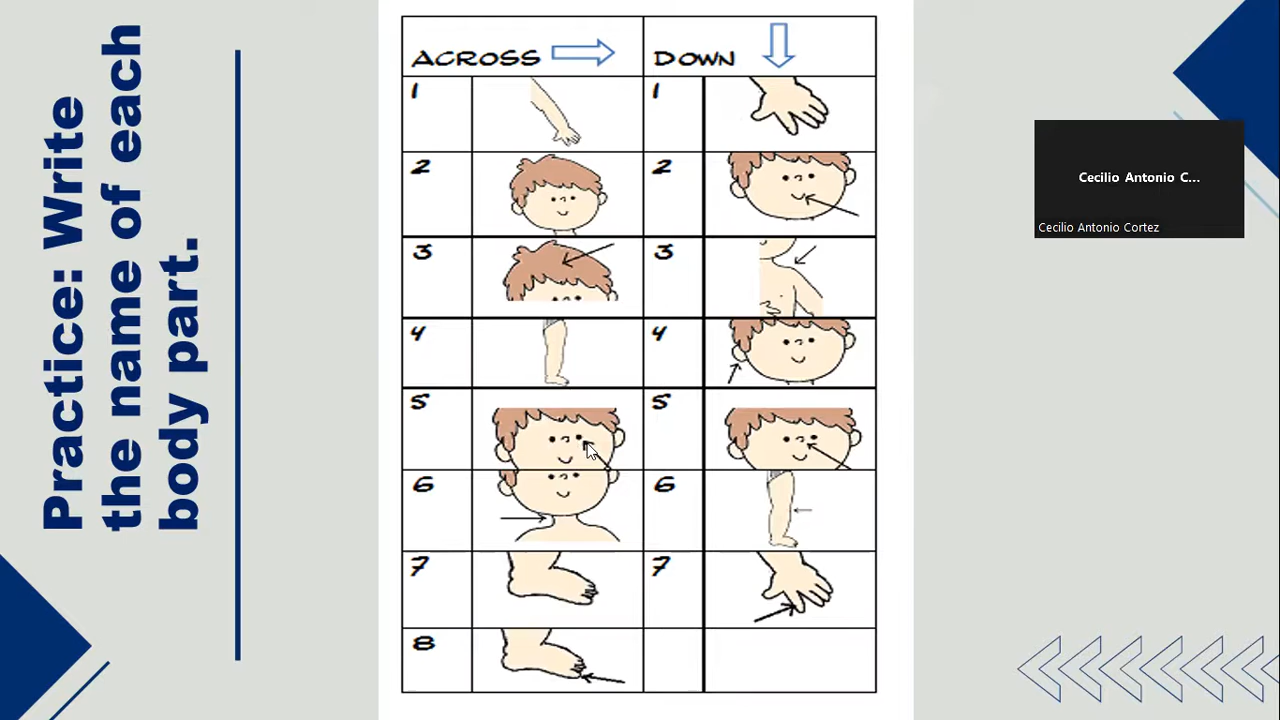 Practice: Write
the name of each
body part.
ACROSS
DOWN
1
1
2
2
3
3
4
4
5
5
6
6
7
7
8
Cecilio Antonio C...
Cecilio Antonio Cortez